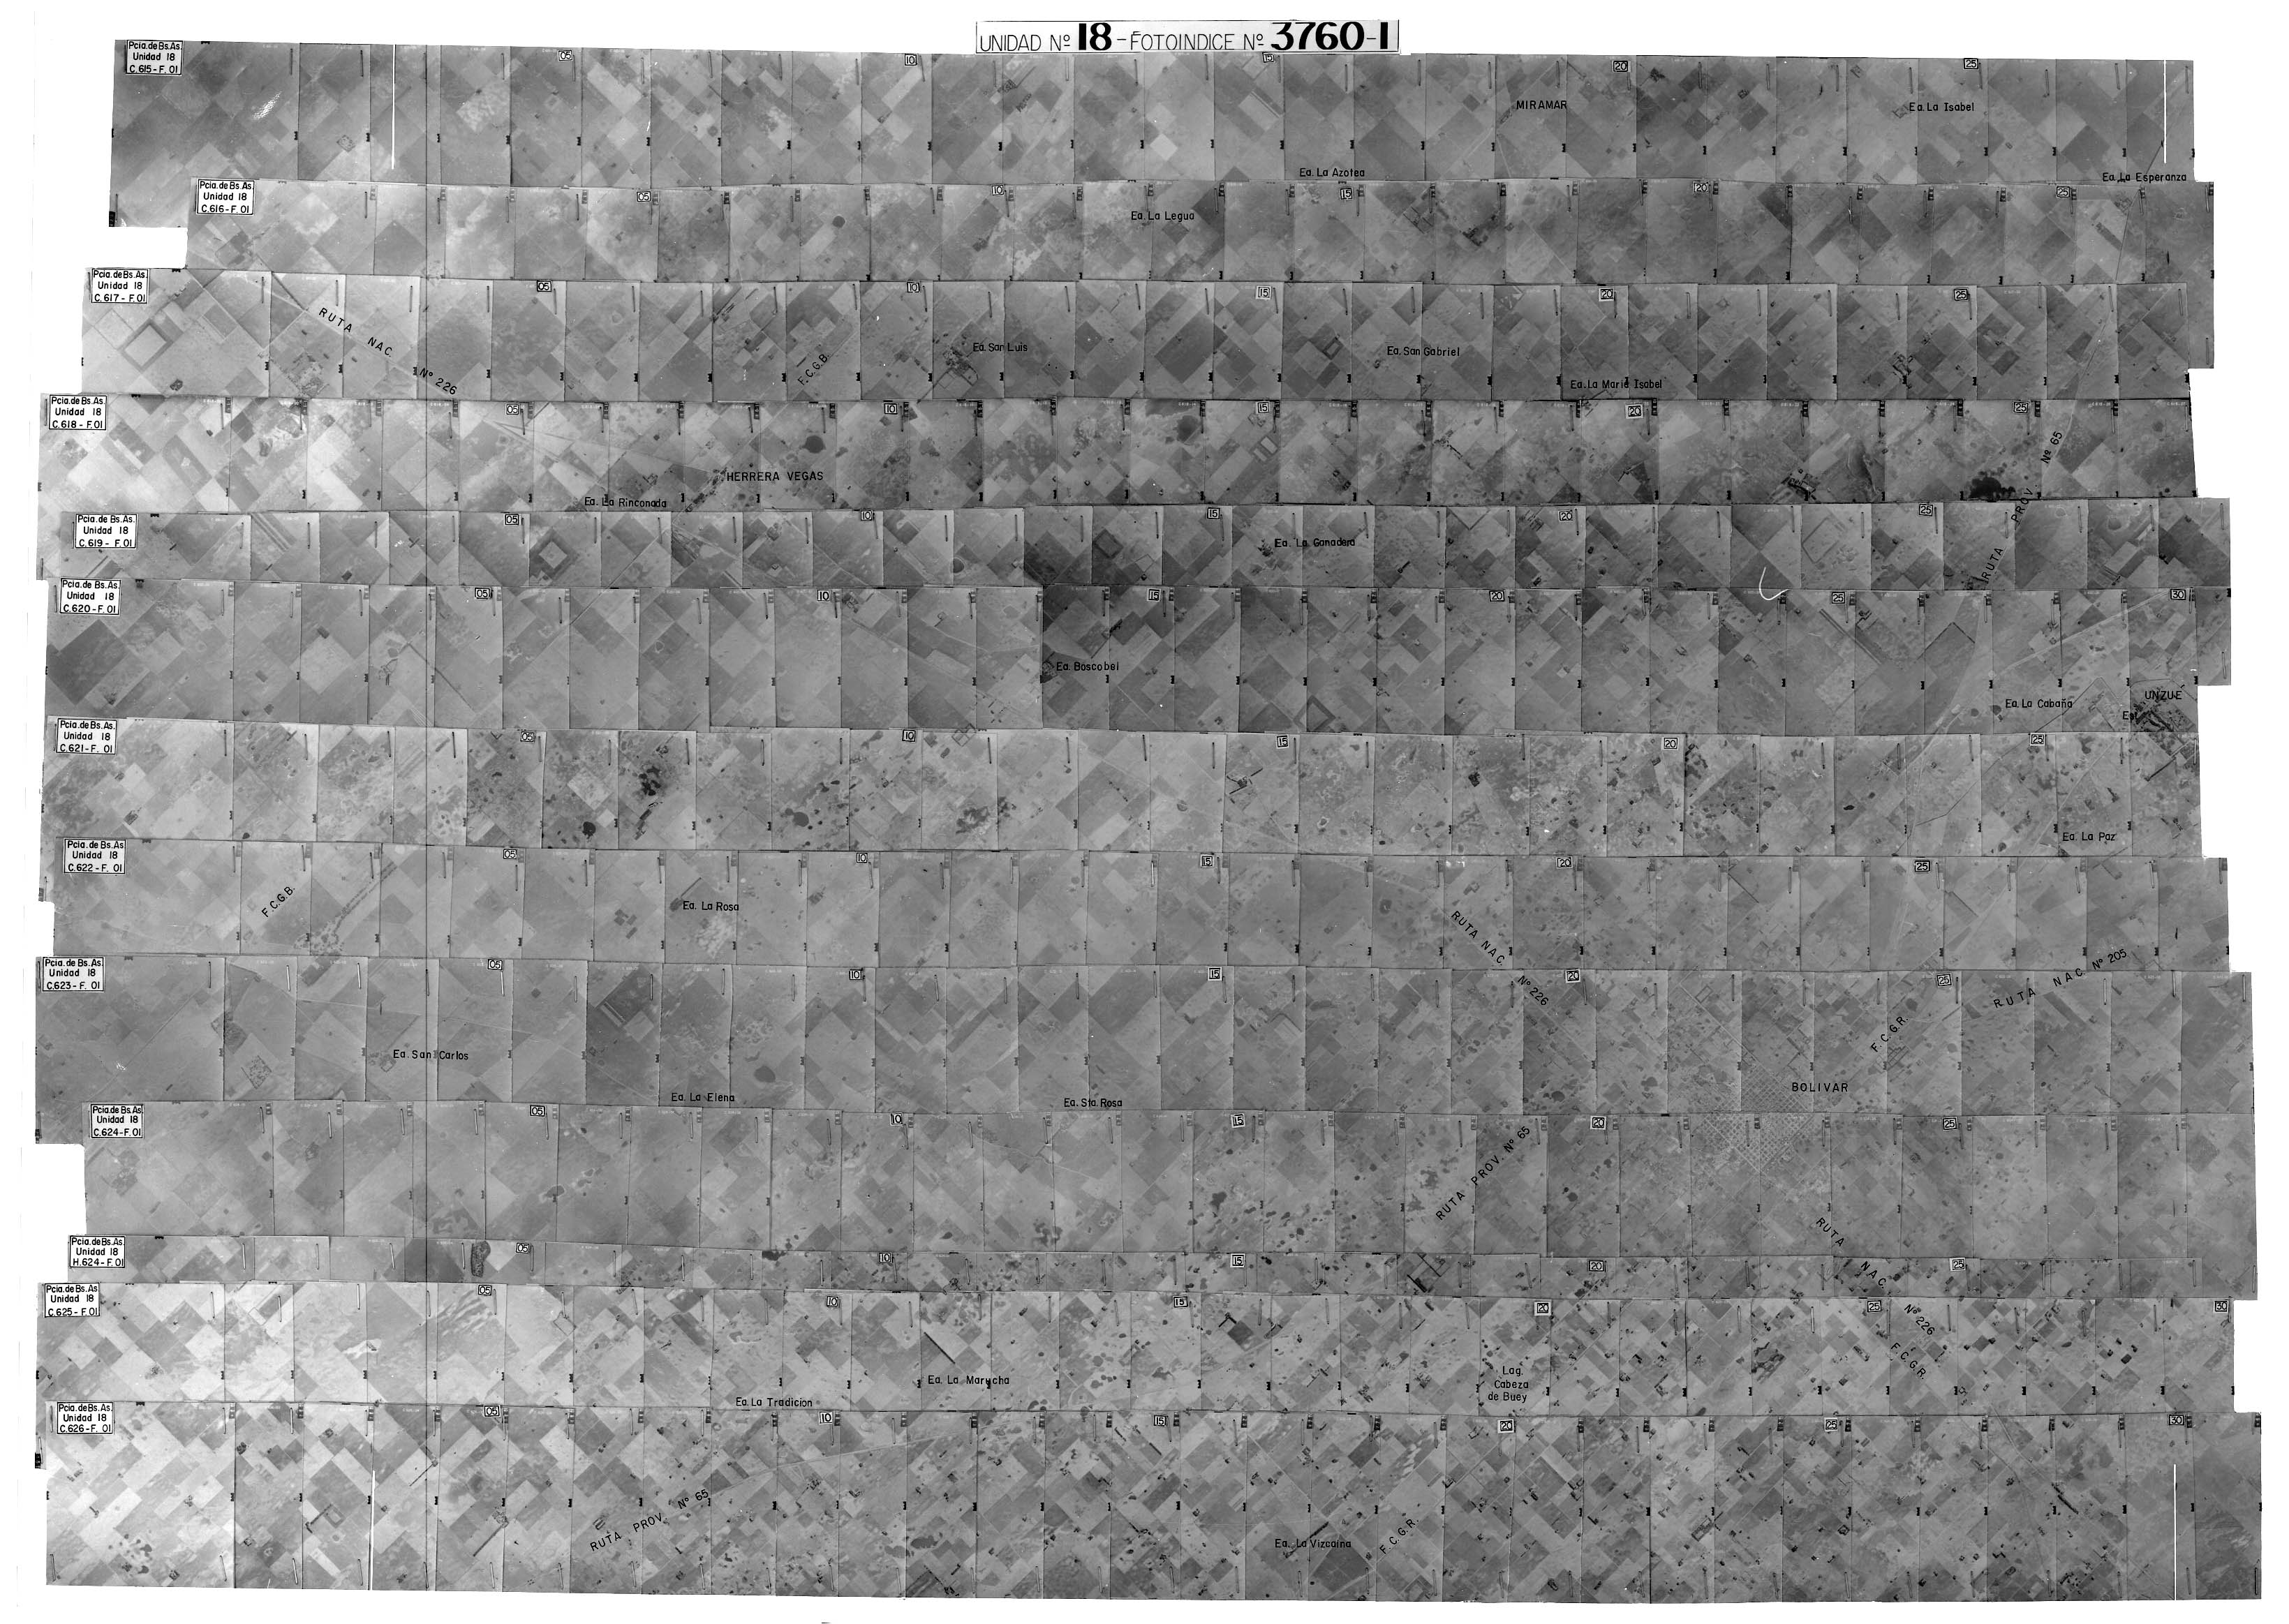 UNIDAD Nº 18 - FOTOINDICE Nº 3760-1
Pcia. de Bs. As.
Unidad 18
C. 615 - F. 01
05
10
15
20
25
MIRAMAR
Ea. La Isabel
Ea. La Azotea
Ea. La Esperanza
Pcia. de Bs. As.
Unidad 18
C. 616 - F. 01
05
10
15
20
25
Ea. La Legua
Pcia. de Bs. As.
Unidad 18
C. 617 - F. 01
05
10
15
20
25
RUTA NAC. Nº 226
F.C.G.B.
Ea. San Luis
Ea. San Gabriel
Ea. La Maria Isabel
Pcia. de Bs. As.
Unidad 18
C. 618 - F. 01
05
10
15
20
25
HERRERA VEGAS
Ea. La Rinconada
RUTA PROV. Nº 65
Pcia. de Bs. As.
Unidad 18
C. 619 - F. 01
05
10
15
20
25
Ea. La Ganadera
Pcia. de Bs. As.
Unidad 18
C. 620 - F. 01
05
10
15
20
25
30
Ea. Boscobel
Ea. La Cabaña
UNZUE
Pcia. de Bs. As.
Unidad 18
C. 621 - F. 01
05
10
15
20
25
Ea. La Paz
Pcia. de Bs. As
Unidad 18
C. 622 - F. 01
05
10
15
20
25
F.C.G.B.
Ea. La Rosa
RUTA NAC. Nº 226
Pcia. de Bs. As.
Unidad 18
C. 623 - F. 01
05
10
15
20
25
RUTA NAC. Nº 205
F.C.G.R.
Ea. San Carlos
BOLIVAR
Ea. La Elena
Ea. Sta. Rosa
Pcia. de Bs. As.
Unidad 18
C. 624 - F. 01
05
10
15
20
25
RUTA PROV. Nº 65
RUTA NAC. Nº 226
Pcia. de Bs. As.
Unidad 18
H. 624 - F. 01
05
10
15
20
25
Pcia. de Bs. As.
Unidad 18
C. 625 - F. 01
05
10
15
20
25
30
F.C.G.R.
Lag.
Cabeza
de Buey
Ea. La Marucha
Ea. La Tradicion
Pcia. de Bs. As.
Unidad 18
C. 626 - F. 01
05
10
15
20
25
30
RUTA PROV. Nº 65
Ea. La Vizcaina
F.C.G.R.